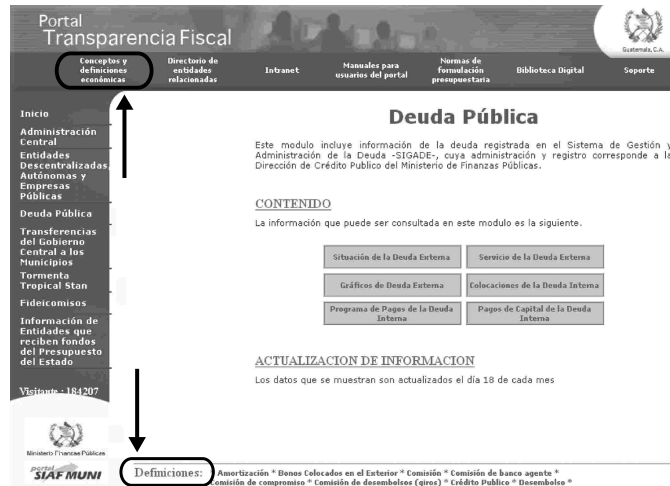 Portal
Transparencia Fiscal
Guatemala, C.A.
Conceptos y
definiciones
económicas
Directorio de
entidades
relacionadas
Intranet
Manuales para
usuarios del portal
Normas de
formulación
presupuestaria
Biblioteca Digital
Soporte
Inicio
Administración
Central
Entidades
Descentralizadas,
Autónomas y
Empresas
Públicas
Deuda Pública
Transferencias
del Gobierno
Central a los
Municipios
Tormenta
Tropical Stan
Fideicomisos
Información de
Entidades que
reciben fondos
del Presupuesto
del Estado
Visitante : 184207
Ministerio Finanzas Públicas
portal
SIAF MUNI
Deuda Pública
Este modulo incluye información de la deuda registrada en el Sistema de Gestión y
Administración de la Deuda -SIGADE-, cuya administración y registro corresponde a la
Dirección de Crédito Publico del Ministerio de Finanzas Públicas.
CONTENIDO
La información que puede ser consultada en este modulo es la siguiente.
Situación de la Deuda Externa
Servicio de la Deuda Externa
Gráficos de Deuda Externa
Colocaciones de la Deuda Interna
Programa de Pagos de la Deuda
Interna
Pagos de Capital de la Deuda
Interna
ACTUALIZACION DE INFORMACION
Los datos que se muestran son actualizados el día 18 de cada mes
Definiciones: Amortización * Bonos Colocados en el Exterior * Comisión * Comisión de banco agente *
Comisión de compromiso * Comisión de desembolsos (giros) * Crédito Publico * Desembolso *